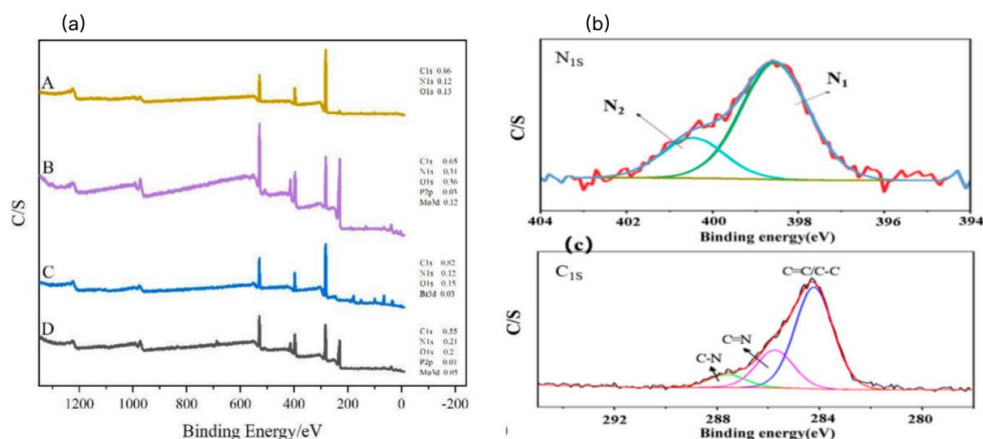 (a)
A
C1s 0.86
N1s 0.12
O1s 0.13
B
C1s 0.65
N1s 0.31
O1s 0.36
P2p 0.03
Mo3d 0.12
C
C1s 0.82
N1s 0.12
O1s 0.15
Br3d 0.03
D
C1s 0.55
N1s 0.21
O1s 0.2
P2p 0.01
Mo3d 0.05
C/S
1200 1000 800 600 400 200 0 -200
Binding Energy/eV
(b)
N1S
N2
N1
C/S
404 402 400 398 396 394
Binding energy(eV)
(c)
C1S
C=C/C-C
C=N
C-N
C/S
292 288 284 280
Binding energy(eV)